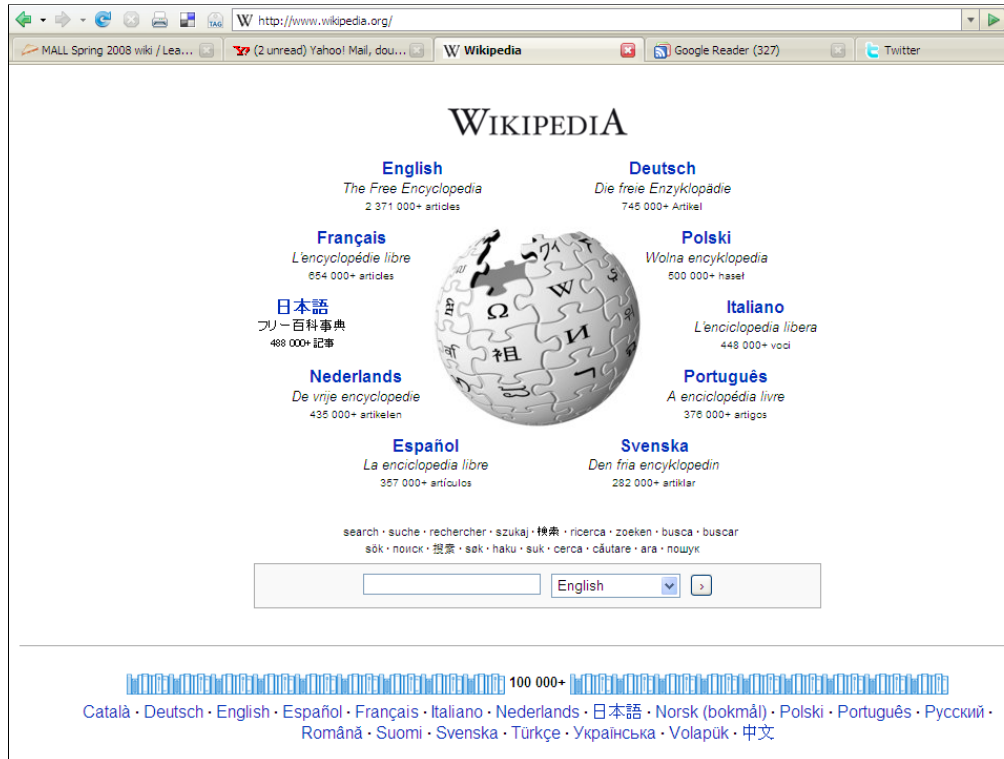 TAG
W http://www.wikipedia.org/
MALL Spring 2008 wiki / Lea...
(2 unread) Yahoo! Mail, dou...
W Wikipedia
Google Reader (327)
Twitter
WIKIPEDIA
English
The Free Encyclopedia
2 371 000+ articles
Deutsch
Die freie Enzyklopädie
745 000+ Artikel
Français
L'encyclopédie libre
654 000+ articles
Polski
Wolna encyklopedia
500 000+ haseł
日本語
フリー百科事典
488 000+ 記事
Italiano
L'enciclopedia libera
448 000+ voci
Nederlands
De vrije encyclopedie
435 000+ artikelen
Português
A enciclopédia livre
376 000+ artigos
Español
La enciclopedia libre
357 000+ artículos
Svenska
Den fria encyklopedin
282 000+ artiklar
Ω W И 祖
search · suche · rechercher · szukaj · 検索 · ricerca · zoeken · busca · buscar
sök · поиск · 搜索 · søk · haku · suk · cerca · căutare · ara · пошук
English
100 000+
Català · Deutsch · English · Español · Français · Italiano · Nederlands · 日本語 · Norsk (bokmål) · Polski · Português · Русский ·
Română · Suomi · Svenska · Türkçe · Українська · Volapük · 中文